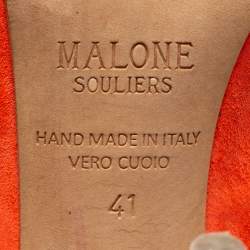 MALONE
SOULIERS
HAND MADE IN ITALY
VERO CUOIO
41